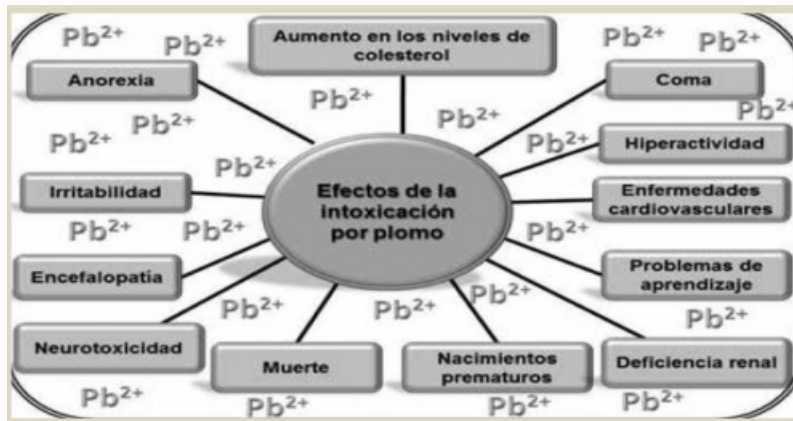 Pb2+
Pb2+
Aumento en los niveles de
colesterol
Pb2+
Pb2+
Anorexia
Coma
Pb2+
Pb2+
Pb2+
Pb2+
Pb2+
Pb2+
Hiperactividad
Pb2+
Irritabilidad
Efectos de la
intoxicación
por plomo
Enfermedades
cardiovasculares
Pb2+
Pb2+
Pb2+
Encefalopatía
Problemas de
aprendizaje
Pb2+
Pb2+
Pb2+
Pb2+
Neurotoxicidad
Muerte
Nacimientos
prematuros
Deficiencia renal
Pb2+
Pb2+
Pb2+
Pb2+